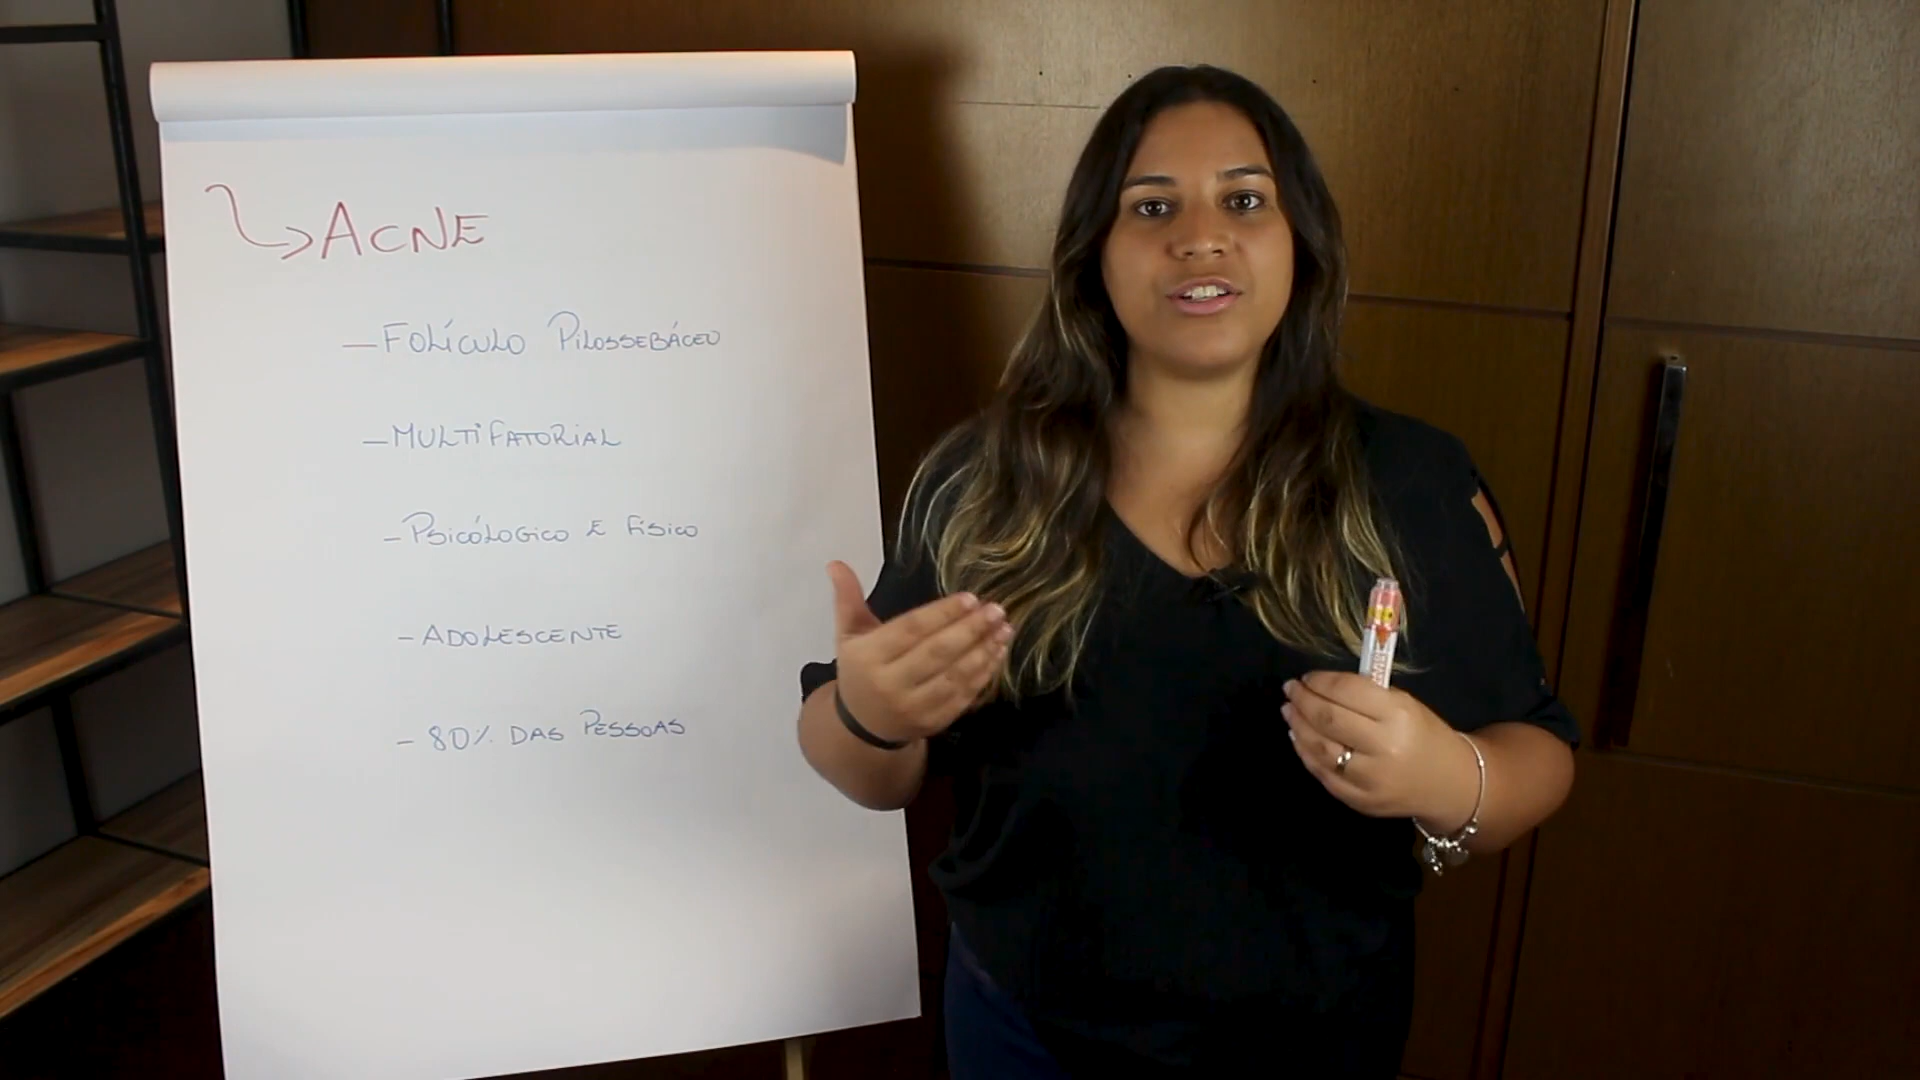 ACNE
- FOLÍCULO PILOSSEBÁCEO
- MULTIFATORIAL
- PSICÓLOGICO E FÍSICO
- ADOLESCENTE
- 80% DAS PESSOAS